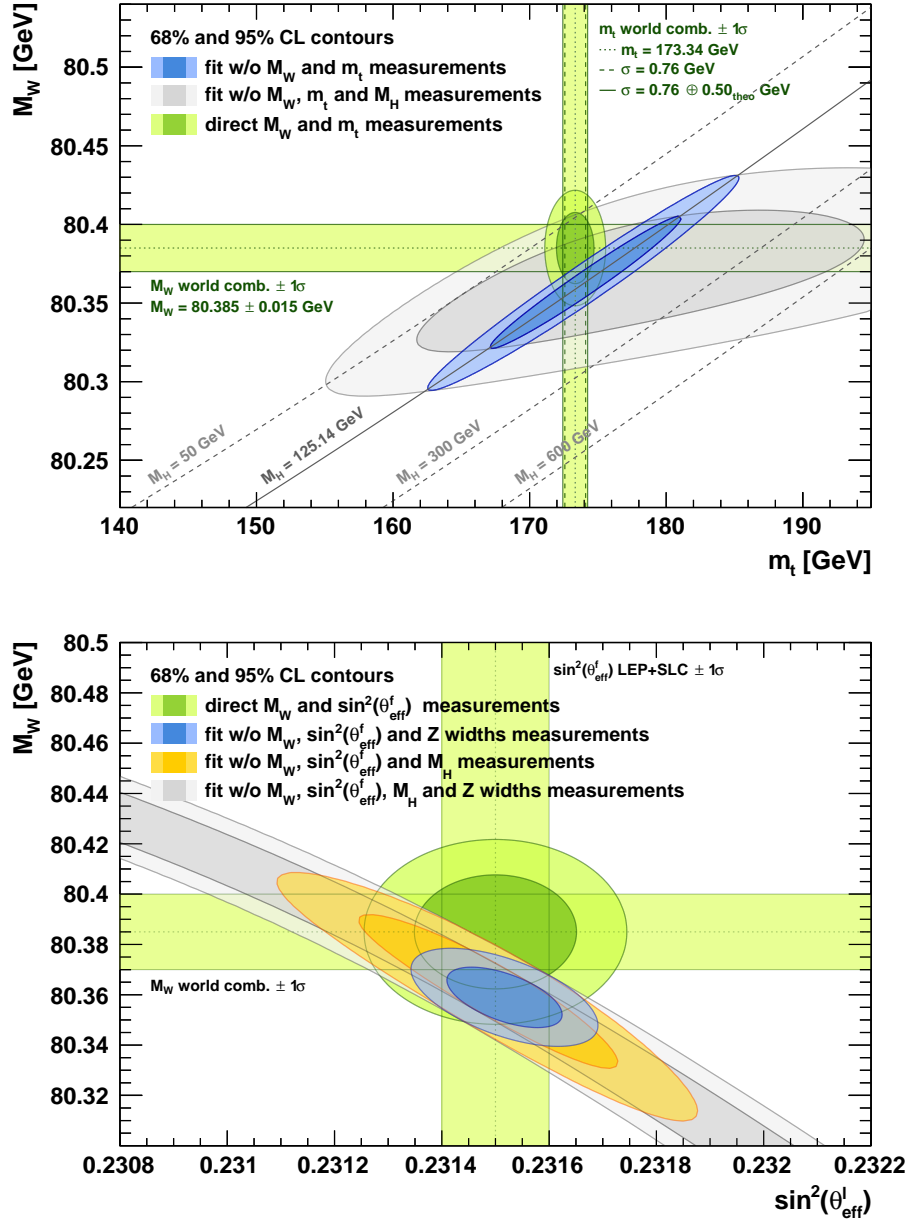 M_W [GeV]
68% and 95% CL contours
fit w/o M_W and m_t measurements
fit w/o M_W, m_t and M_H measurements
direct M_W and m_t measurements
m_t world comb. ± 1σ
m_t = 173.34 GeV
σ = 0.76 GeV
σ = 0.76 ⊕ 0.50_theo GeV
80.5
80.45
80.4
80.35
80.3
80.25
M_W world comb. ± 1σ
M_W = 80.385 ± 0.015 GeV
M_H = 50 GeV
M_H = 125.14 GeV
M_H = 300 GeV
M_H = 600 GeV
140 150 160 170 180 190
m_t [GeV]
M_W [GeV]
68% and 95% CL contours
direct M_W and sin²(θ^f_eff) measurements
fit w/o M_W, sin²(θ^f_eff) and Z widths measurements
fit w/o M_W, sin²(θ^f_eff) and M_H measurements
fit w/o M_W, sin²(θ^f_eff), M_H and Z widths measurements
sin²(θ^f_eff) LEP+SLC ± 1σ
80.5
80.48
80.46
80.44
80.42
80.4
80.38
80.36
80.34
80.32
M_W world comb. ± 1σ
0.2308 0.231 0.2312 0.2314 0.2316 0.2318 0.232 0.2322
sin²(θ^l_eff)